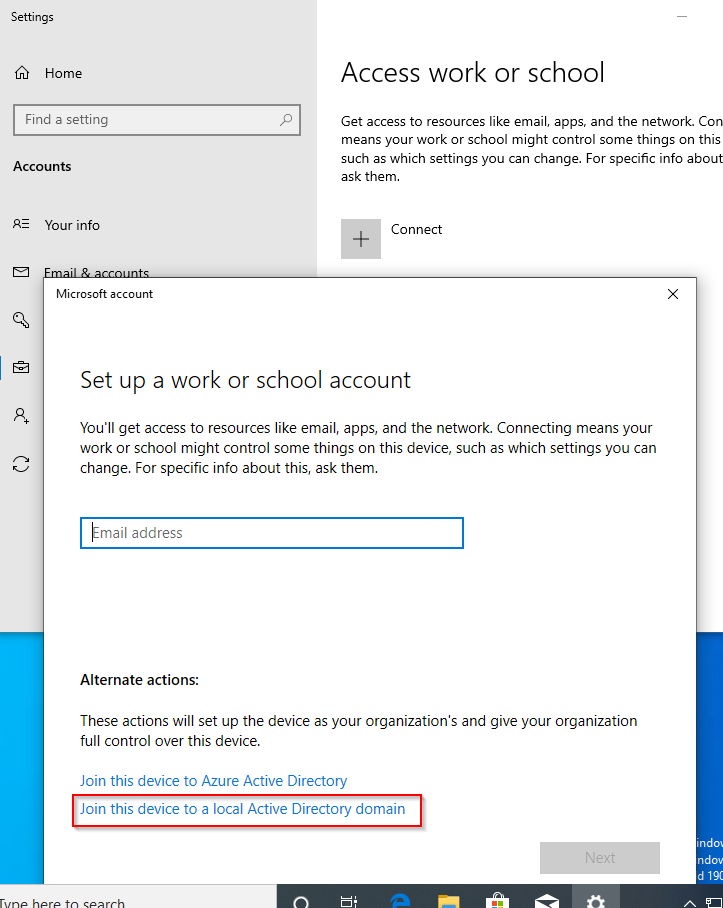 Settings
Home
Find a setting
Accounts
Your info
Email & accounts
Access work or school
Get access to resources like email, apps, and the network. Con
means your work or school might control some things on this
such as which settings you can change. For specific info about
ask them.
Connect
Microsoft account
Set up a work or school account
You'll get access to resources like email, apps, and the network. Connecting means your
work or school might control some things on this device, such as which settings you can
change. For specific info about this, ask them.
Email address
Alternate actions:
These actions will set up the device as your organization's and give your organization
full control over this device.
Join this device to Azure Active Directory
Join this device to a local Active Directory domain
Next
indow
ndow
d 190
Type here to search